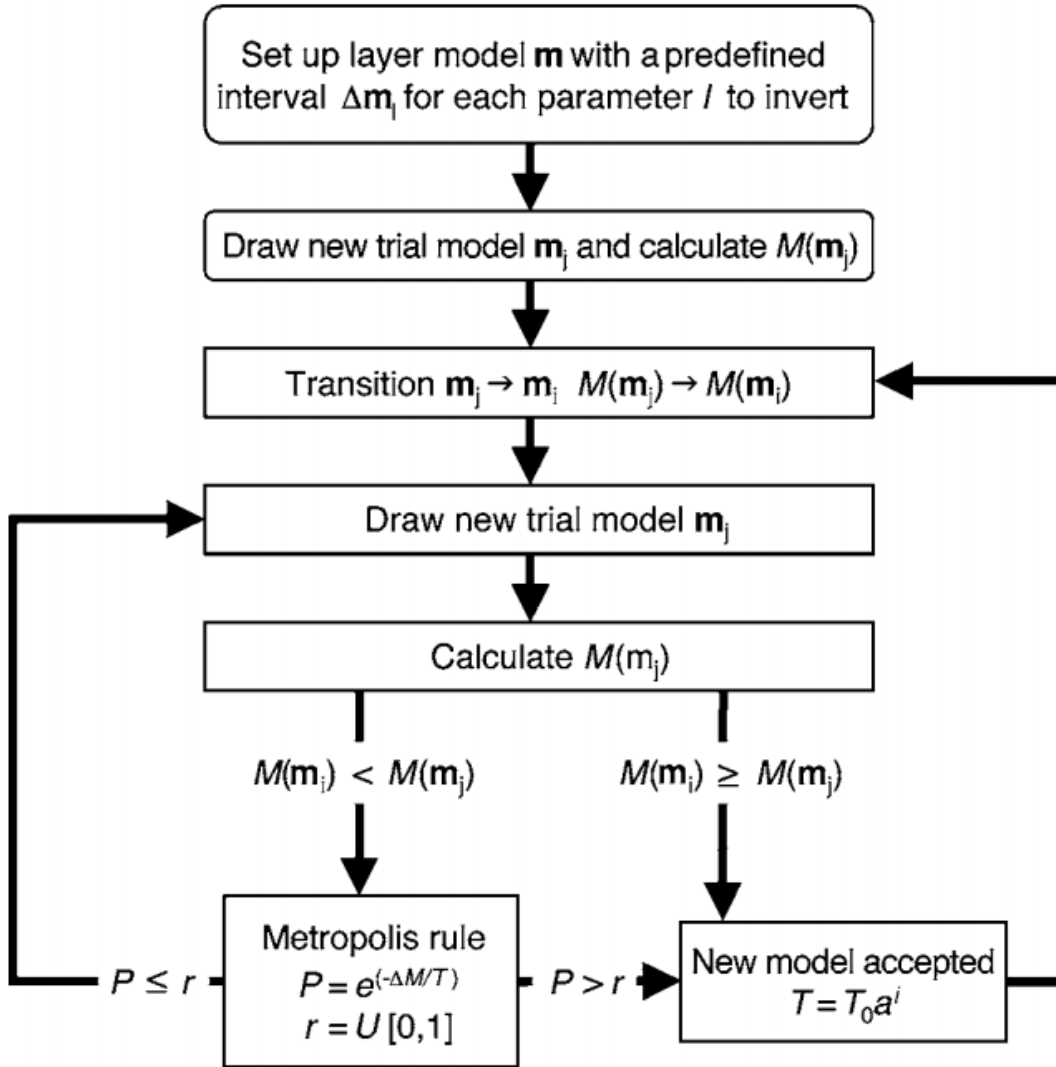 Set up layer model m with a predefined
interval Δmᵢ for each parameter I to invert
Draw new trial model mⱼ and calculate M(mⱼ)
Transition mⱼ → mᵢ M(mⱼ) → M(mᵢ)
Draw new trial model mⱼ
Calculate M(mⱼ)
M(mᵢ) < M(mⱼ)
M(mᵢ) ≥ M(mⱼ)
Metropolis rule
P = e^(-ΔM/T)
r = U [0,1]
P ≤ r
P > r
New model accepted
T = T₀aⁱ